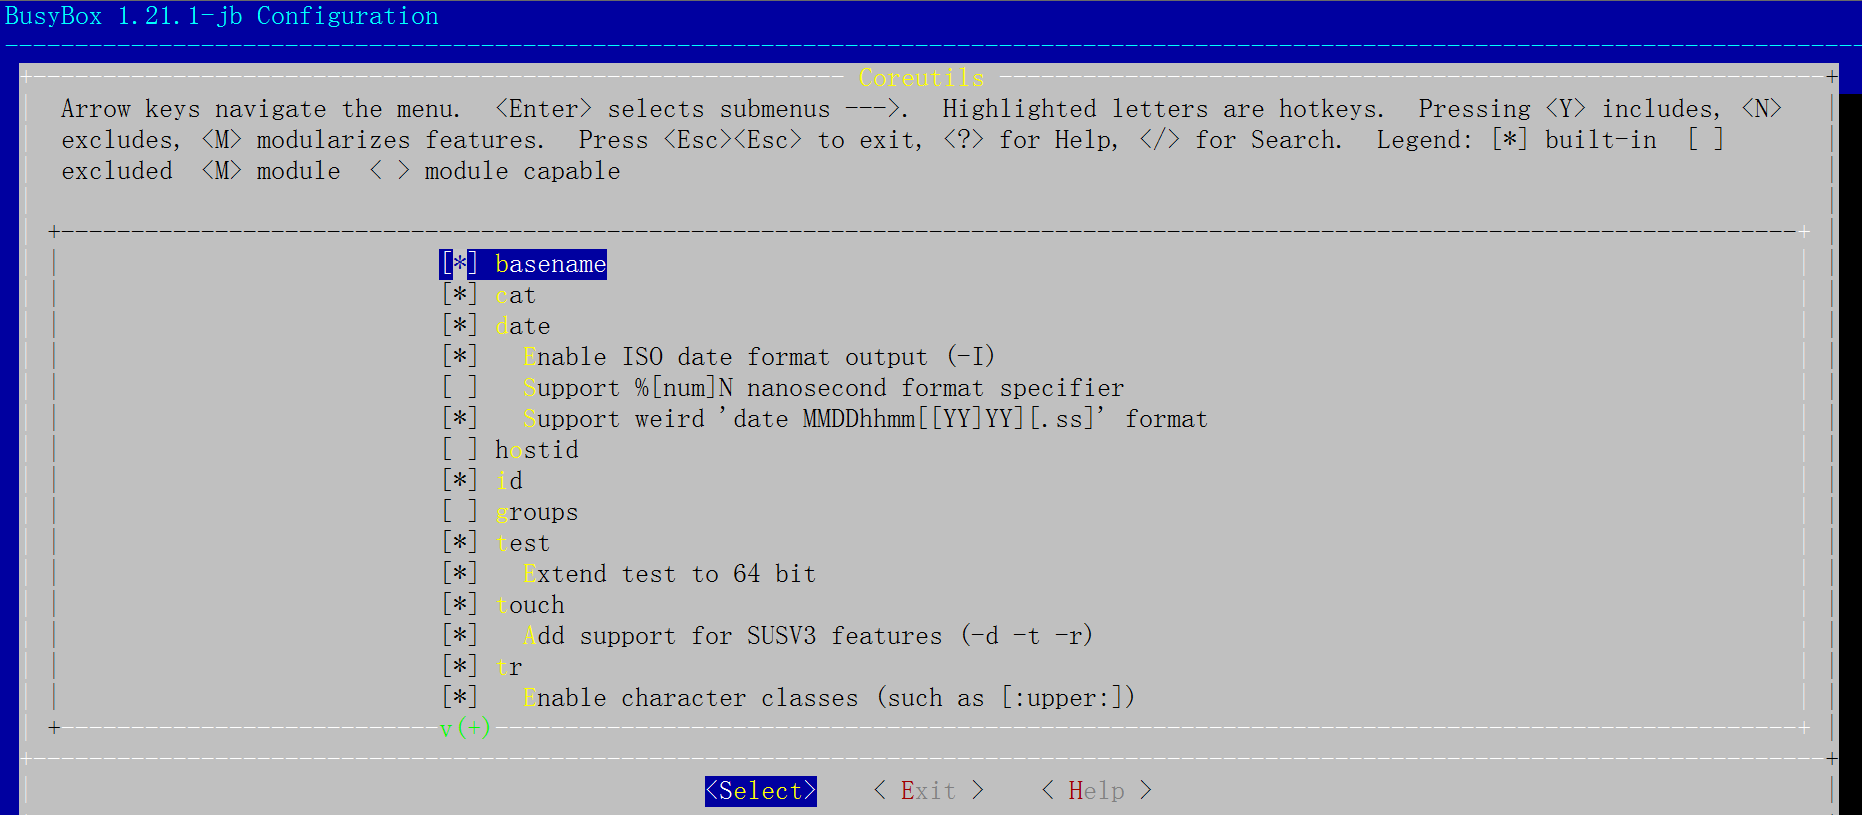 BusyBox 1.21.1-jb Configuration
Coreutils
Arrow keys navigate the menu.  <Enter> selects submenus --->.  Highlighted letters are hotkeys.  Pressing <Y> includes, <N>
excludes, <M> modularizes features.  Press <Esc><Esc> to exit, <?> for Help, </> for Search.  Legend: [*] built-in  [ ]
excluded  <M> module  < > module capable
[*] basename
[*] cat
[*] date
[*]   Enable ISO date format output (-I)
[ ]   Support %[num]N nanosecond format specifier
[*]   Support weird 'date MMDDhhmm[[YY]YY][.ss]' format
[ ] hostid
[*] id
[ ] groups
[*] test
[*]   Extend test to 64 bit
[*] touch
[*]   Add support for SUSV3 features (-d -t -r)
[*] tr
[*]   Enable character classes (such as [:upper:])
v(+)
<Select>    < Exit >    < Help >